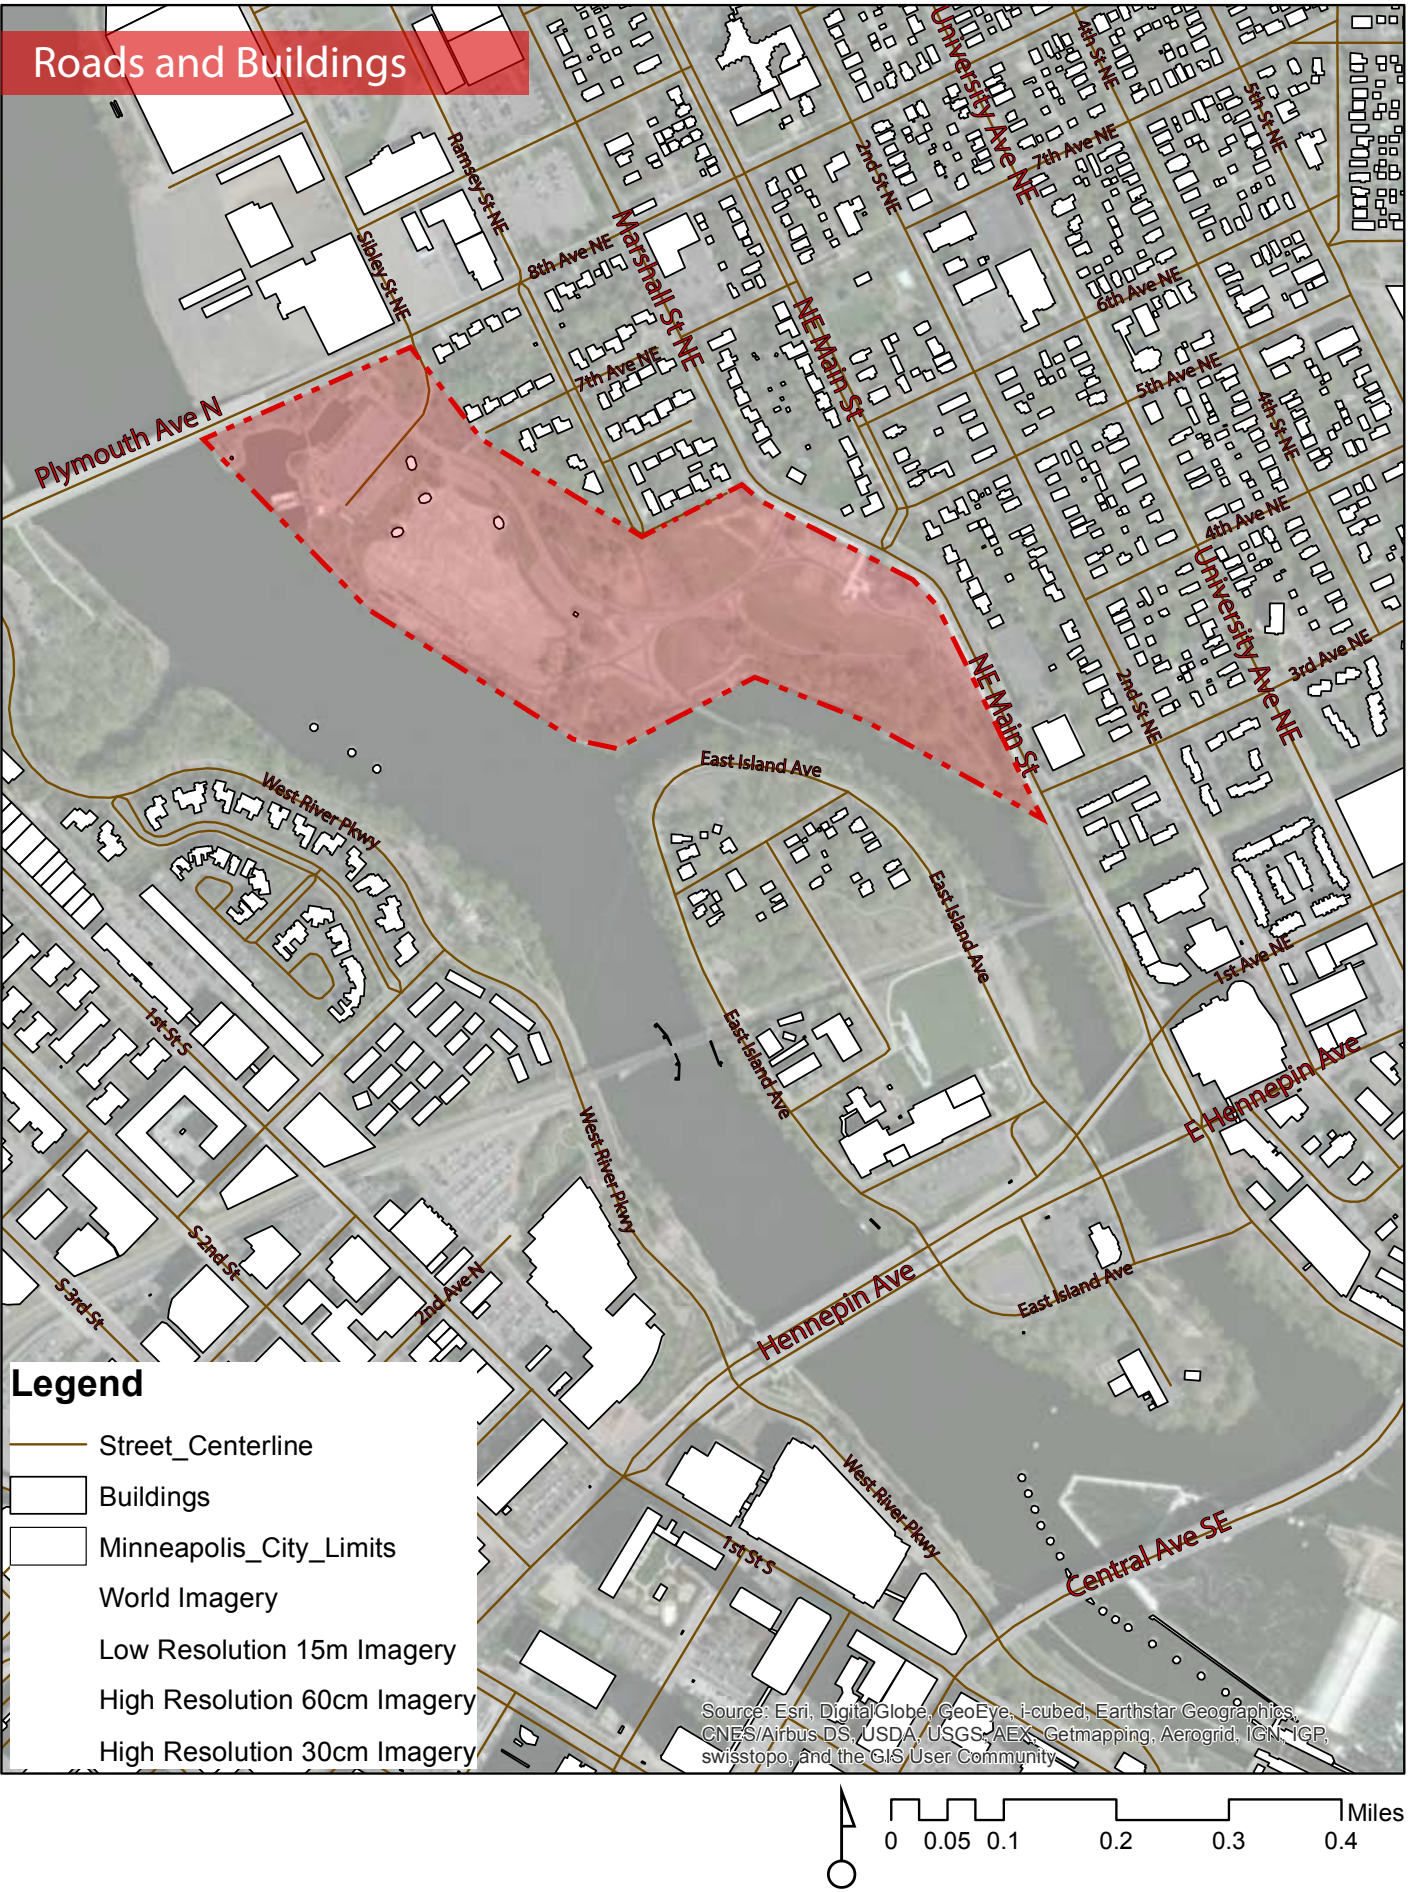 Roads and Buildings
University Ave NE
4th St NE
5th St NE
Ramsey St NE
2nd St NE
7th Ave NE
Sibley St NE
8th Ave NE
Marshall St NE
6th Ave NE
NE Main St
7th Ave NE
5th Ave NE
4th St NE
Plymouth Ave N
4th Ave NE
University Ave NE
3rd Ave NE
NE Main St
2nd St NE
East Island Ave
West River Pkwy
East Island Ave
1st Ave NE
1st St S
East Island Ave
E Hennepin Ave
West River Pkwy
S 2nd St
2nd Ave N
S 3rd St
Hennepin Ave
East Island Ave
West River Pkwy
1st St S
Central Ave SE
Legend
Street_Centerline
Buildings
Minneapolis_City_Limits
World Imagery
Low Resolution 15m Imagery
High Resolution 60cm Imagery
High Resolution 30cm Imagery
Source: Esri, DigitalGlobe, GeoEye, i-cubed, Earthstar Geographics,
CNES/Airbus DS, USDA, USGS, AEX, Getmapping, Aerogrid, IGN, IGP,
swisstopo, and the GIS User Community
Miles
0 0.05 0.1 0.2 0.3 0.4